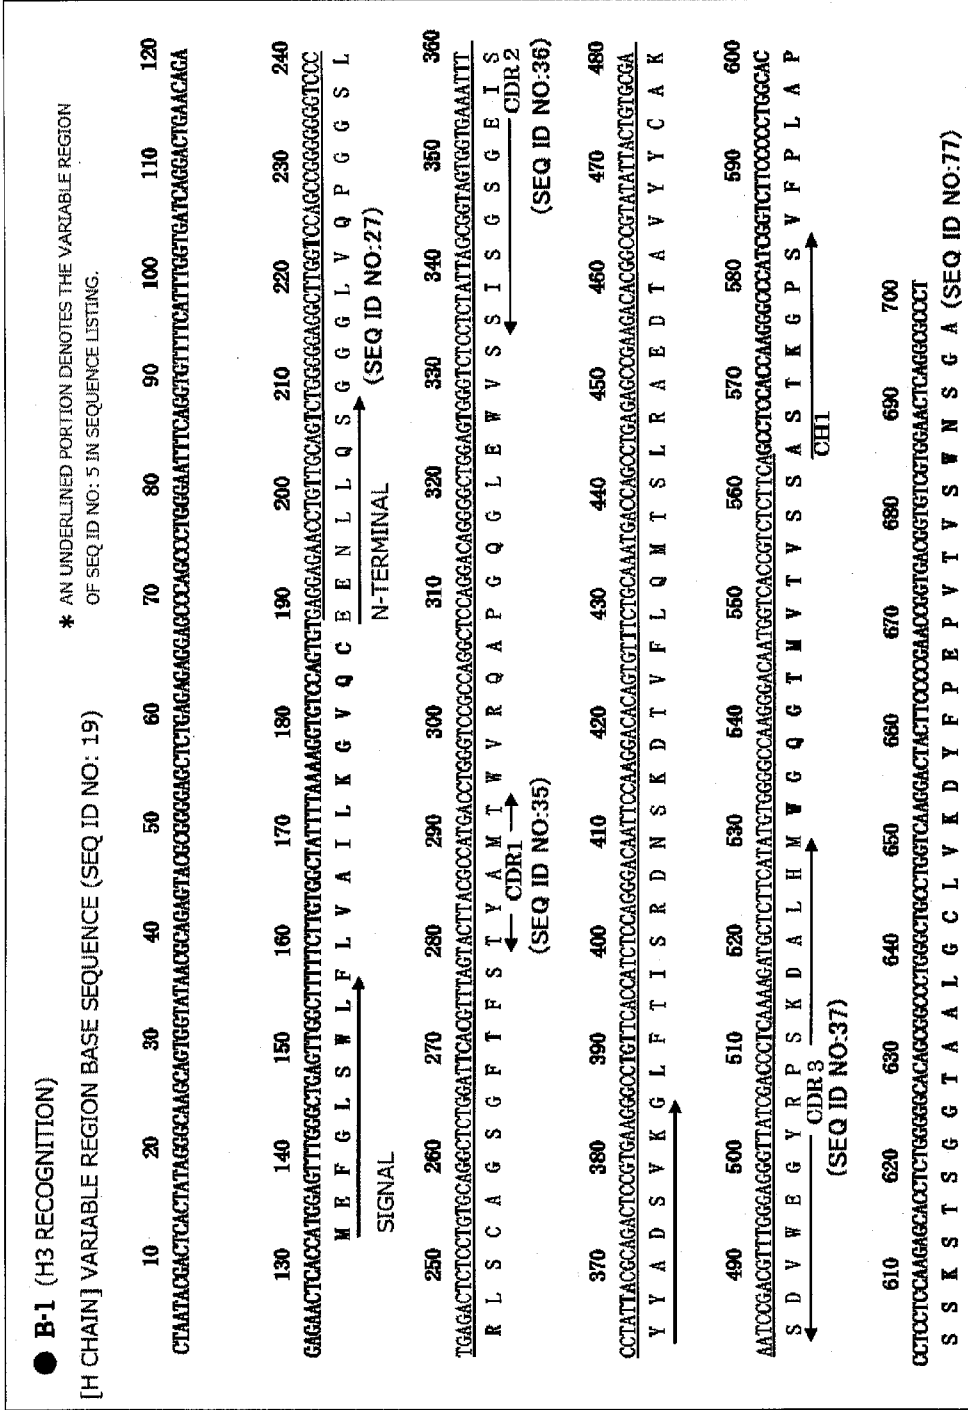 ● B-1 (H3 RECOGNITION)
* AN UNDERLINED PORTION DENOTES THE VARIABLE REGION
[H CHAIN] VARIABLE REGION BASE SEQUENCE (SEQ ID NO: 19)
OF SEQ ID NO: 5 IN SEQUENCE LISTING.
10 20 30 40 50 60 70 80 90 100 110 120
CTAATACGACTCACTATAGGGCAAGCAGTGGTATAACGCAGAGTACGCGGGGAGCTCTGAGAGAGGAGCCCAGCCCTGGGAATTTCAGGTGTTTTCATTTGGTGATCAGGACTGAACAGA
130 140 150 160 170 180 190 200 210 220 230 240
GAGAACTCACCATGGAGTTTGGGCTGAGTTGGCTTTTTCTTGTGGCTATTTTAAAAGGTGTCCAGTGTGAGGAGAACCTGTTGCAGTCTGGGGGAGGCTTGGTCCAGCCGGGGGGGTCCC
M E F G L S W L F L V A I L K G V Q C E E N L L Q S G G G L V Q P G G S L
SIGNAL N-TERMINAL (SEQ ID NO:27)
250 260 270 280 290 300 310 320 330 340 350 360
TGAGACTCTCCTGTGCAGGCTCTGGATTCACGTTTAGTACTTACGCCATGACCTGGGTCCGCCAGGCTCCAGGACAGGGGCTGGAGTGGGTCTCCTCTATTAGCGGTAGTGGTGAAATTT
R L S C A G S G F T F S T Y A M T W V R Q A P G Q G L E W V S S I S G S G E I S
CDR1 CDR2
(SEQ ID NO:35) (SEQ ID NO:36)
370 380 390 400 410 420 430 440 450 460 470 480
CCTATTACGCAGACTCCGTGAAGGGCCTGTTCACCATCTCCAGGGACAATTCCAAGGACACAGTGTTTCTGCAAATGACCAGCCTGAGAGCCGAAGACACGGCCGTATATTACTGTGCGA
Y Y A D S V K G L F T I S R D N S K D T V F L Q M T S L R A E D T A V Y Y C A K
490 500 510 520 530 540 550 560 570 580 590 600
AATCCGACGTTTGGGAGGGTTATCGACCCTCAAAAGATGCTCTTCATATGTGGGGCCAAGGGACAATGGTCACCGTCTCTTCAGCCTCCACCAAGGGCCCATCGGTCTTCCCCCTGGCAC
S D V W E G Y R P S K D A L H M W G Q G T M V T V S S A S T K G P S V F P L A P
CDR3 CH1
(SEQ ID NO:37)
610 620 630 640 650 660 670 680 690 700
CCTCCTCCAAGAGCACCTCTGGGGGCACAGCGGCCCTGGGCTGCCTGGTCAAGGACTACTTCCCCGAACCGGTGACGGTGTCGTGGAACTCAGGCGCCCT
S S K S T S G G T A A L G C L V K D Y F P E P V T V S W N S G A (SEQ ID NO:77)